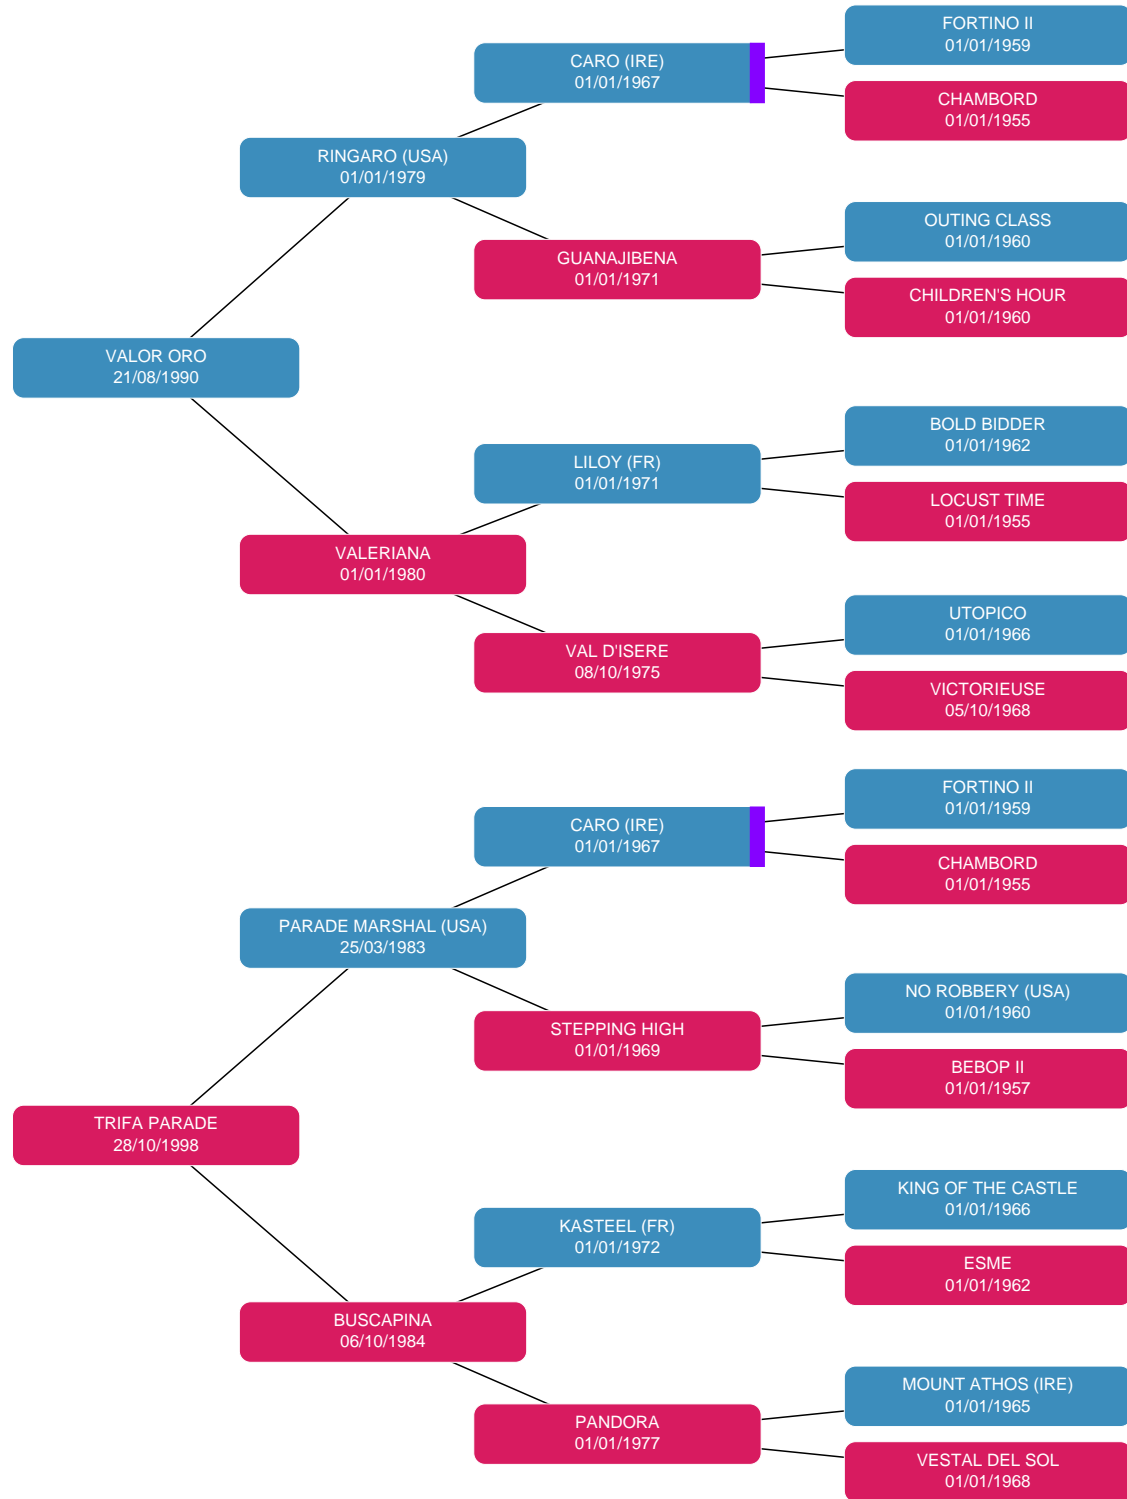 FORTINO II
01/01/1959
CARO (IRE)
01/01/1967
CHAMBORD
01/01/1955
RINGARO (USA)
01/01/1979
OUTING CLASS
01/01/1960
GUANAJIBENA
01/01/1971
CHILDREN'S HOUR
01/01/1960
VALOR ORO
21/08/1990
BOLD BIDDER
01/01/1962
LILOY (FR)
01/01/1971
LOCUST TIME
01/01/1955
VALERIANA
01/01/1980
UTOPICO
01/01/1966
VAL D'ISERE
08/10/1975
VICTORIEUSE
05/10/1968
FORTINO II
01/01/1959
CARO (IRE)
01/01/1967
CHAMBORD
01/01/1955
PARADE MARSHAL (USA)
25/03/1983
NO ROBBERY (USA)
01/01/1960
STEPPING HIGH
01/01/1969
BEBOP II
01/01/1957
TRIFA PARADE
28/10/1998
KING OF THE CASTLE
01/01/1966
KASTEEL (FR)
01/01/1972
ESME
01/01/1962
BUSCAPINA
06/10/1984
MOUNT ATHOS (IRE)
01/01/1965
PANDORA
01/01/1977
VESTAL DEL SOL
01/01/1968